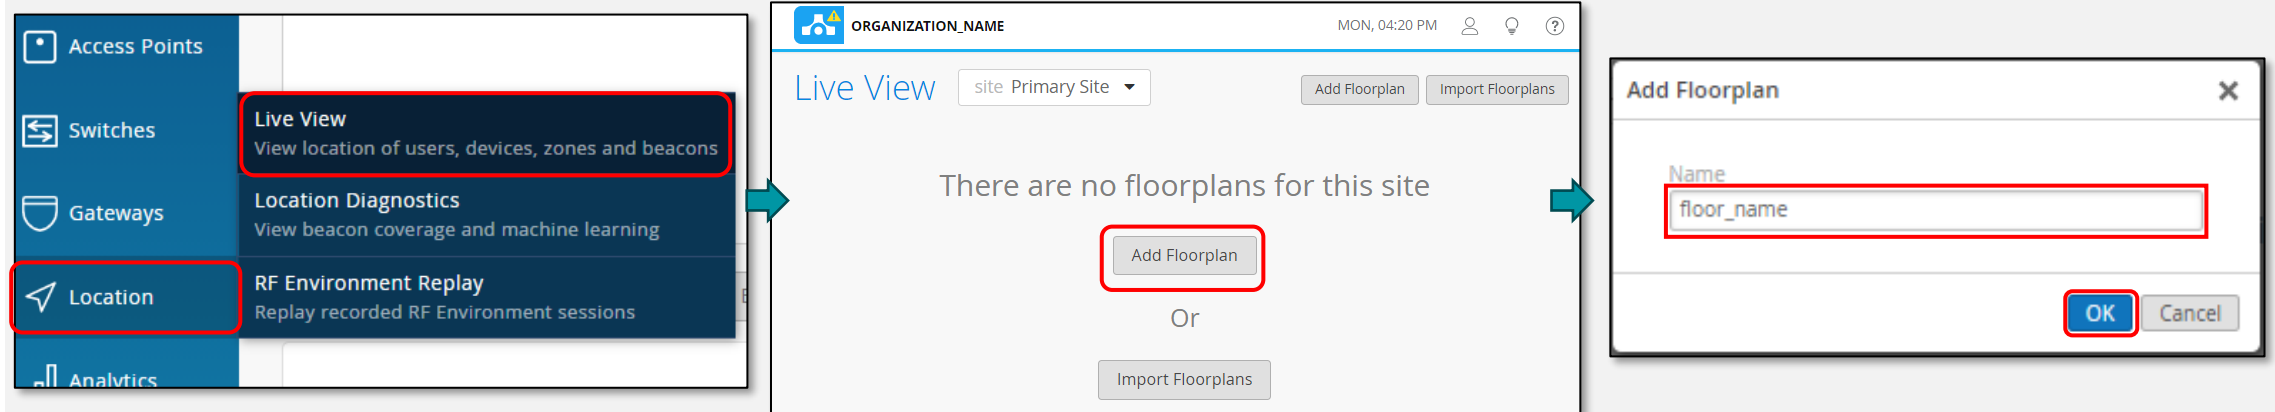 Access Points
Switches
Gateways
Location
Analytics
Live View
View location of users, devices, zones and beacons
Location Diagnostics
View beacon coverage and machine learning
RF Environment Replay
Replay recorded RF Environment sessions
ORGANIZATION_NAME
MON, 04:20 PM
Live View
site Primary Site
Add Floorplan
Import Floorplans
There are no floorplans for this site
Add Floorplan
Or
Import Floorplans
Add Floorplan
Name
floor_name
OK
Cancel